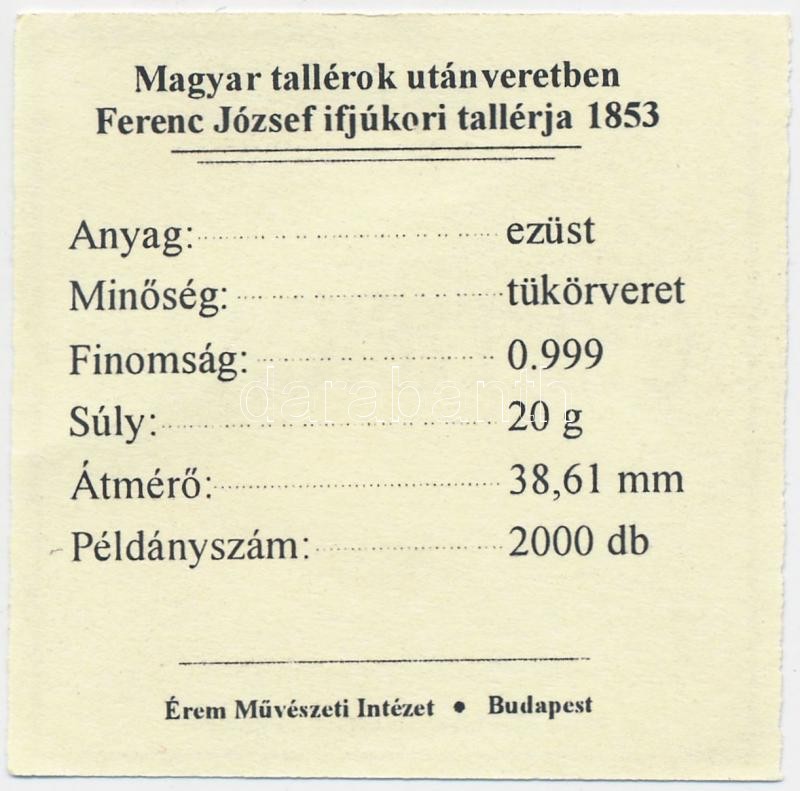 Magyar tallérok utánveretben
Ferenc József ifjúkori tallérja 1853
Anyag: ezüst
Minőség: tükörveret
Finomság: 0.999
Súly: 20 g
Átmérő: 38,61 mm
Példányszám: 2000 db
Érem Művészeti Intézet • Budapest
darabanth